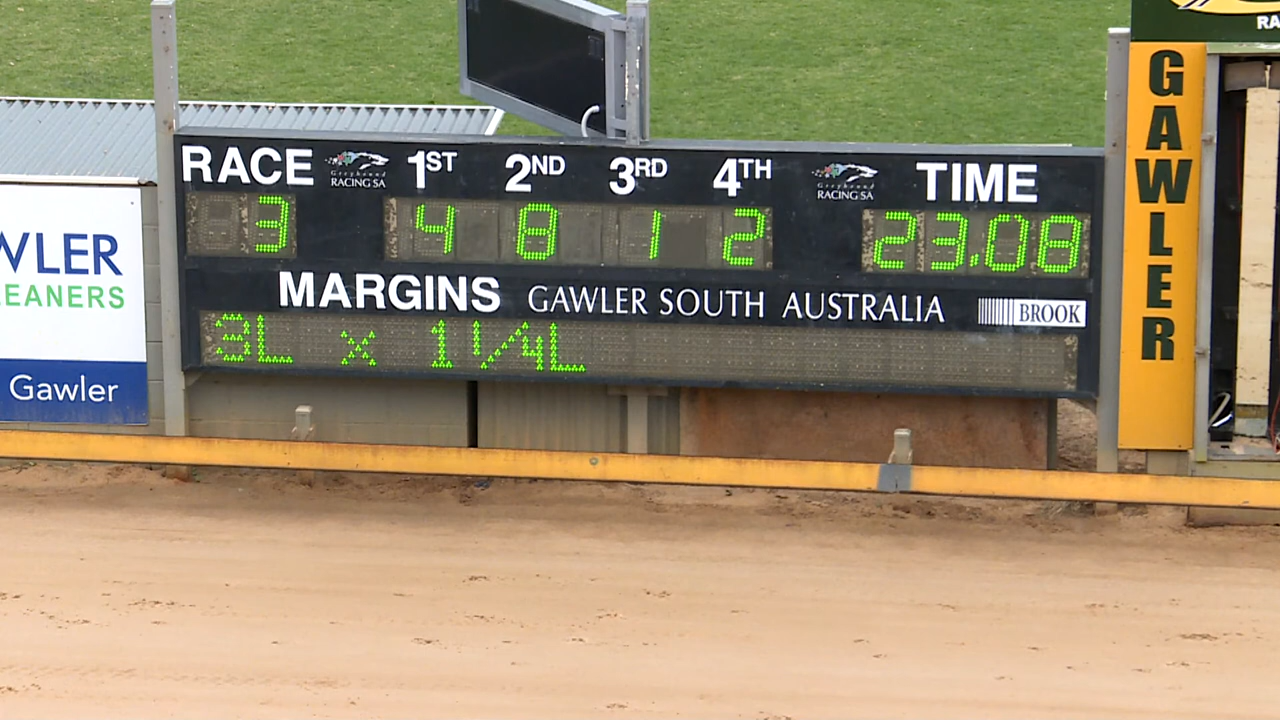 RA
RACE Greyhound RACING SA 1ST 2ND 3RD 4TH Greyhound RACING SA TIME
3 4 8 1 2 23.08
MARGINS GAWLER SOUTH AUSTRALIA BROOK
3L x 1 1/4L
WLER
EANERS
Gawler
GAWLER